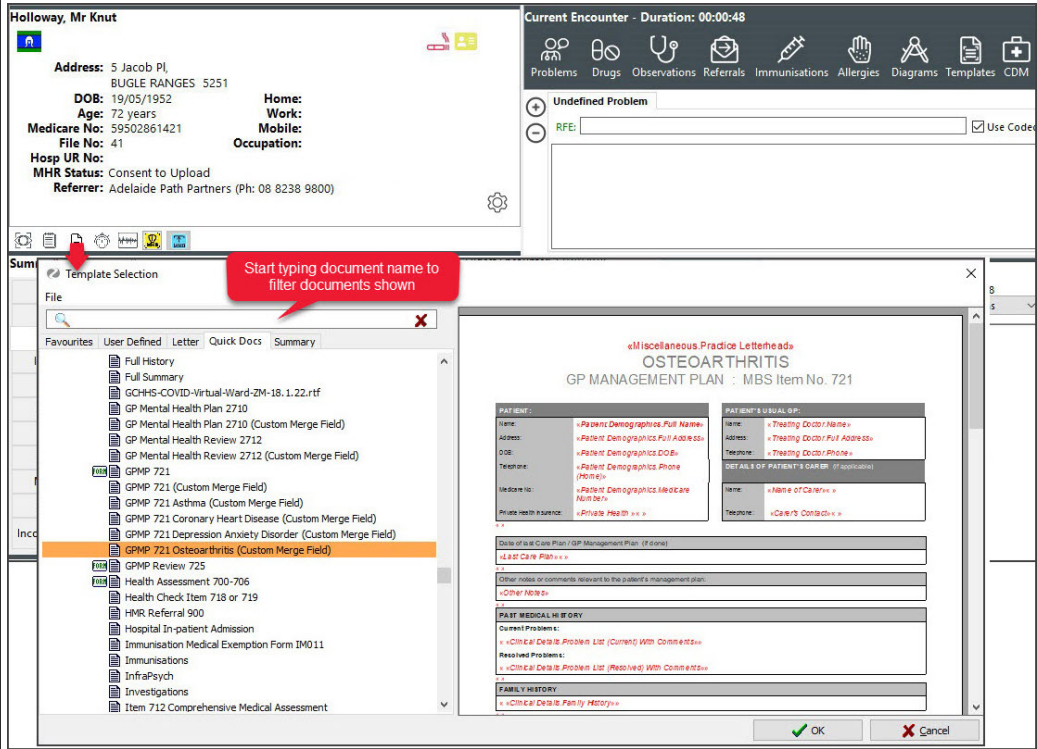 Holloway, Mr Knut
Address: 5 Jacob Pl,
BUGLE RANGES 5251
DOB: 19/05/1952 Home:
Age: 72 years Work:
Medicare No: 59502861421 Mobile:
File No: 41 Occupation:
Hosp UR No:
MHR Status: Consent to Upload
Referrer: Adelaide Path Partners (Ph: 08 8238 9800)
Current Encounter - Duration: 00:00:48
Problems Drugs Observations Referrals Immunisations Allergies Diagrams Templates CDM
Undefined Problem
RFE: Use Coded
Template Selection
Start typing document name to
filter documents shown
File
Favourites User Defined Letter Quick Docs Summary
Full History
Full Summary
GCHHS-COVID-Virtual-Ward-ZM-18.1.22.rtf
GP Mental Health Plan 2710
GP Mental Health Plan 2710 (Custom Merge Field)
GP Mental Health Review 2712
GP Mental Health Review 2712 (Custom Merge Field)
FORM GPMP 721
GPMP 721 (Custom Merge Field)
GPMP 721 Asthma (Custom Merge Field)
GPMP 721 Coronary Heart Disease (Custom Merge Field)
GPMP 721 Depression Anxiety Disorder (Custom Merge Field)
GPMP 721 Osteoarthritis (Custom Merge Field)
FORM GPMP Review 725
FORM Health Assessment 700-706
Health Check Item 718 or 719
HMR Referral 900
Hospital In-patient Admission
Immunisation Medical Exemption Form IM011
Immunisations
InfraPsych
Investigations
Item 712 Comprehensive Medical Assessment
«Miscellaneous.Practice Letterhead»
OSTEOARTHRITIS
GP MANAGEMENT PLAN : MBS Item No. 721
PATIENT:
Name: «Patient Demographics.Full Name»
Address: «Patient Demographics.Full Address»
DOB: «Patient Demographics.DOB»
Telephone: «Patient Demographics.Phone
(Home)»
Medicare No: «Patient Demographics.Medicare
Number»
Private Health Insurance: «Private Health »« »
PATIENT'S USUAL GP:
Name: «Treating Doctor.Name»
Address: «Treating Doctor.Full Address»
Telephone: «Treating Doctor.Phone»
DETAILS OF PATIENT'S CARER (if applicable)
Name: «Name of Carer»« »
Telephone: «Carer's Contact»« »
Date of last Care Plan / GP Management Plan (if done)
«Last Care Plan»« »
Other notes or comments relevant to the patient's management plan:
«Other Notes»
PAST MEDICAL HISTORY
Current Problems:
« «Clinical Details.Problem List (Current) With Comments»»
Resolved Problems:
« «Clinical Details.Problem List (Resolved) With Comments»»
FAMILY HISTORY
« «Clinical Details.Family History»»
OK Cancel